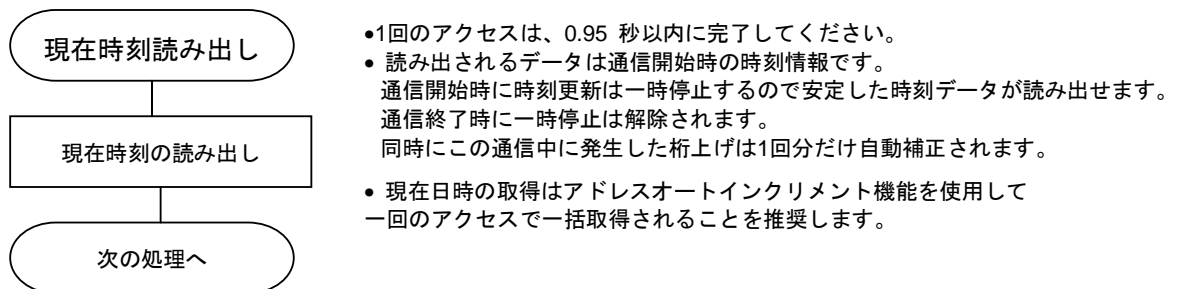 現在時刻読み出し
現在時刻の読み出し
次の処理へ
•1回のアクセスは、0.95 秒以内に完了してください。
• 読み出されるデータは通信開始時の時刻情報です。
通信開始時に時刻更新は一時停止するので安定した時刻データが読み出せます。
通信終了時に一時停止は解除されます。
同時にこの通信中に発生した桁上げは1回分だけ自動補正されます。
• 現在日時の取得はアドレスオートインクリメント機能を使用して
一回のアクセスで一括取得されることを推奨します。